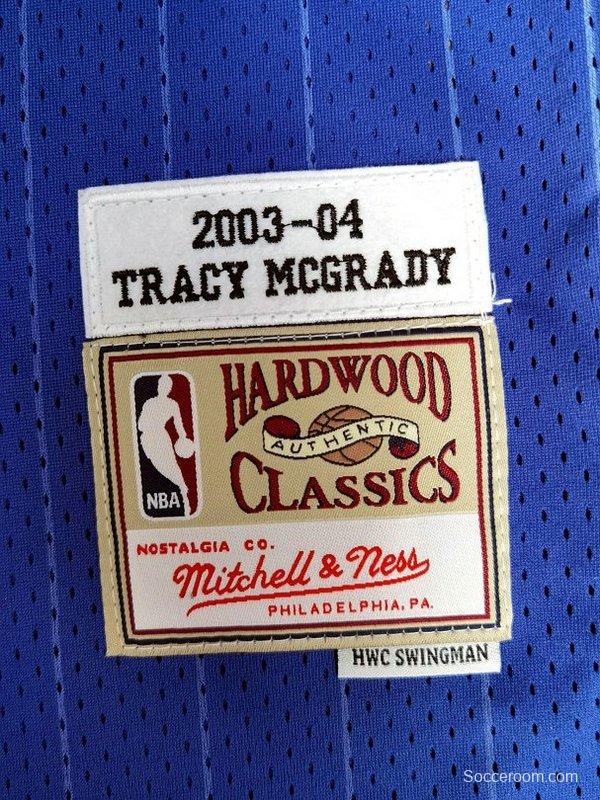 2003-04
TRACY MCGRADY
HARDWOOD
AUTHENTIC
CLASSICS
NBA
NOSTALGIA CO.
Mitchell & Ness
PHILADELPHIA, PA.
HWC SWINGMAN
Socceroom.com